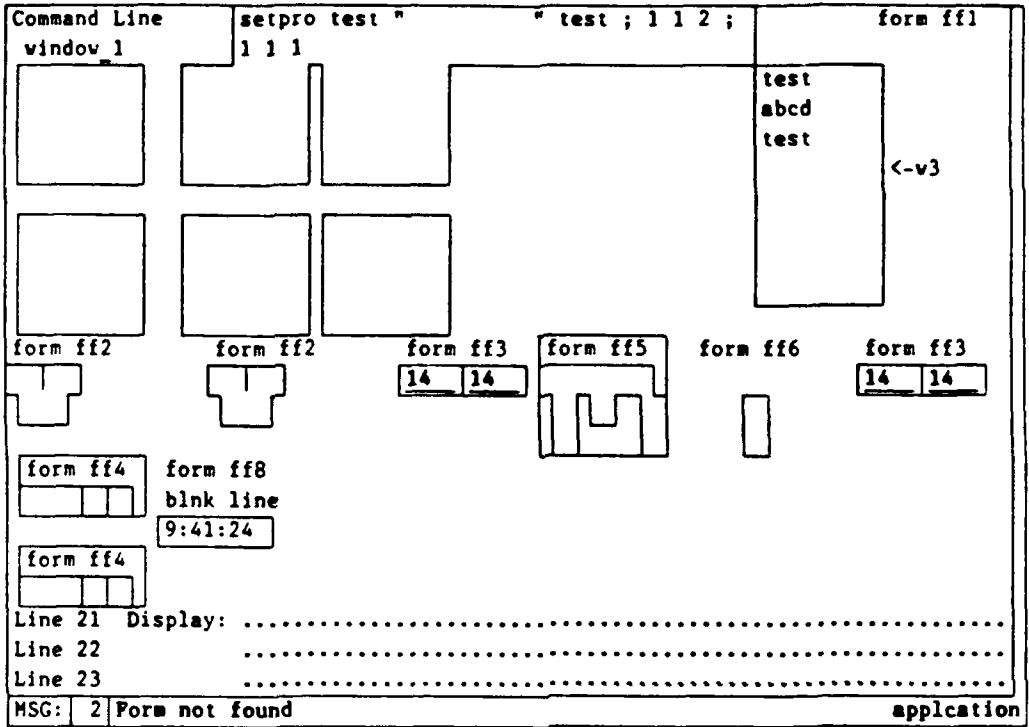 Command Line setpro test " " test ; 1 1 2 ; form ff1
window_1 1 1 1
test
abcd
test
<-v3
form ff2 form ff2 form ff3 form ff5 form ff6 form ff3
14 14 14 14
form ff4 form ff8
blnk line
9:41:24
form ff4
Line 21 Display: ............................................................
Line 22 ............................................................
Line 23 ............................................................
MSG: 2 Form not found applcation